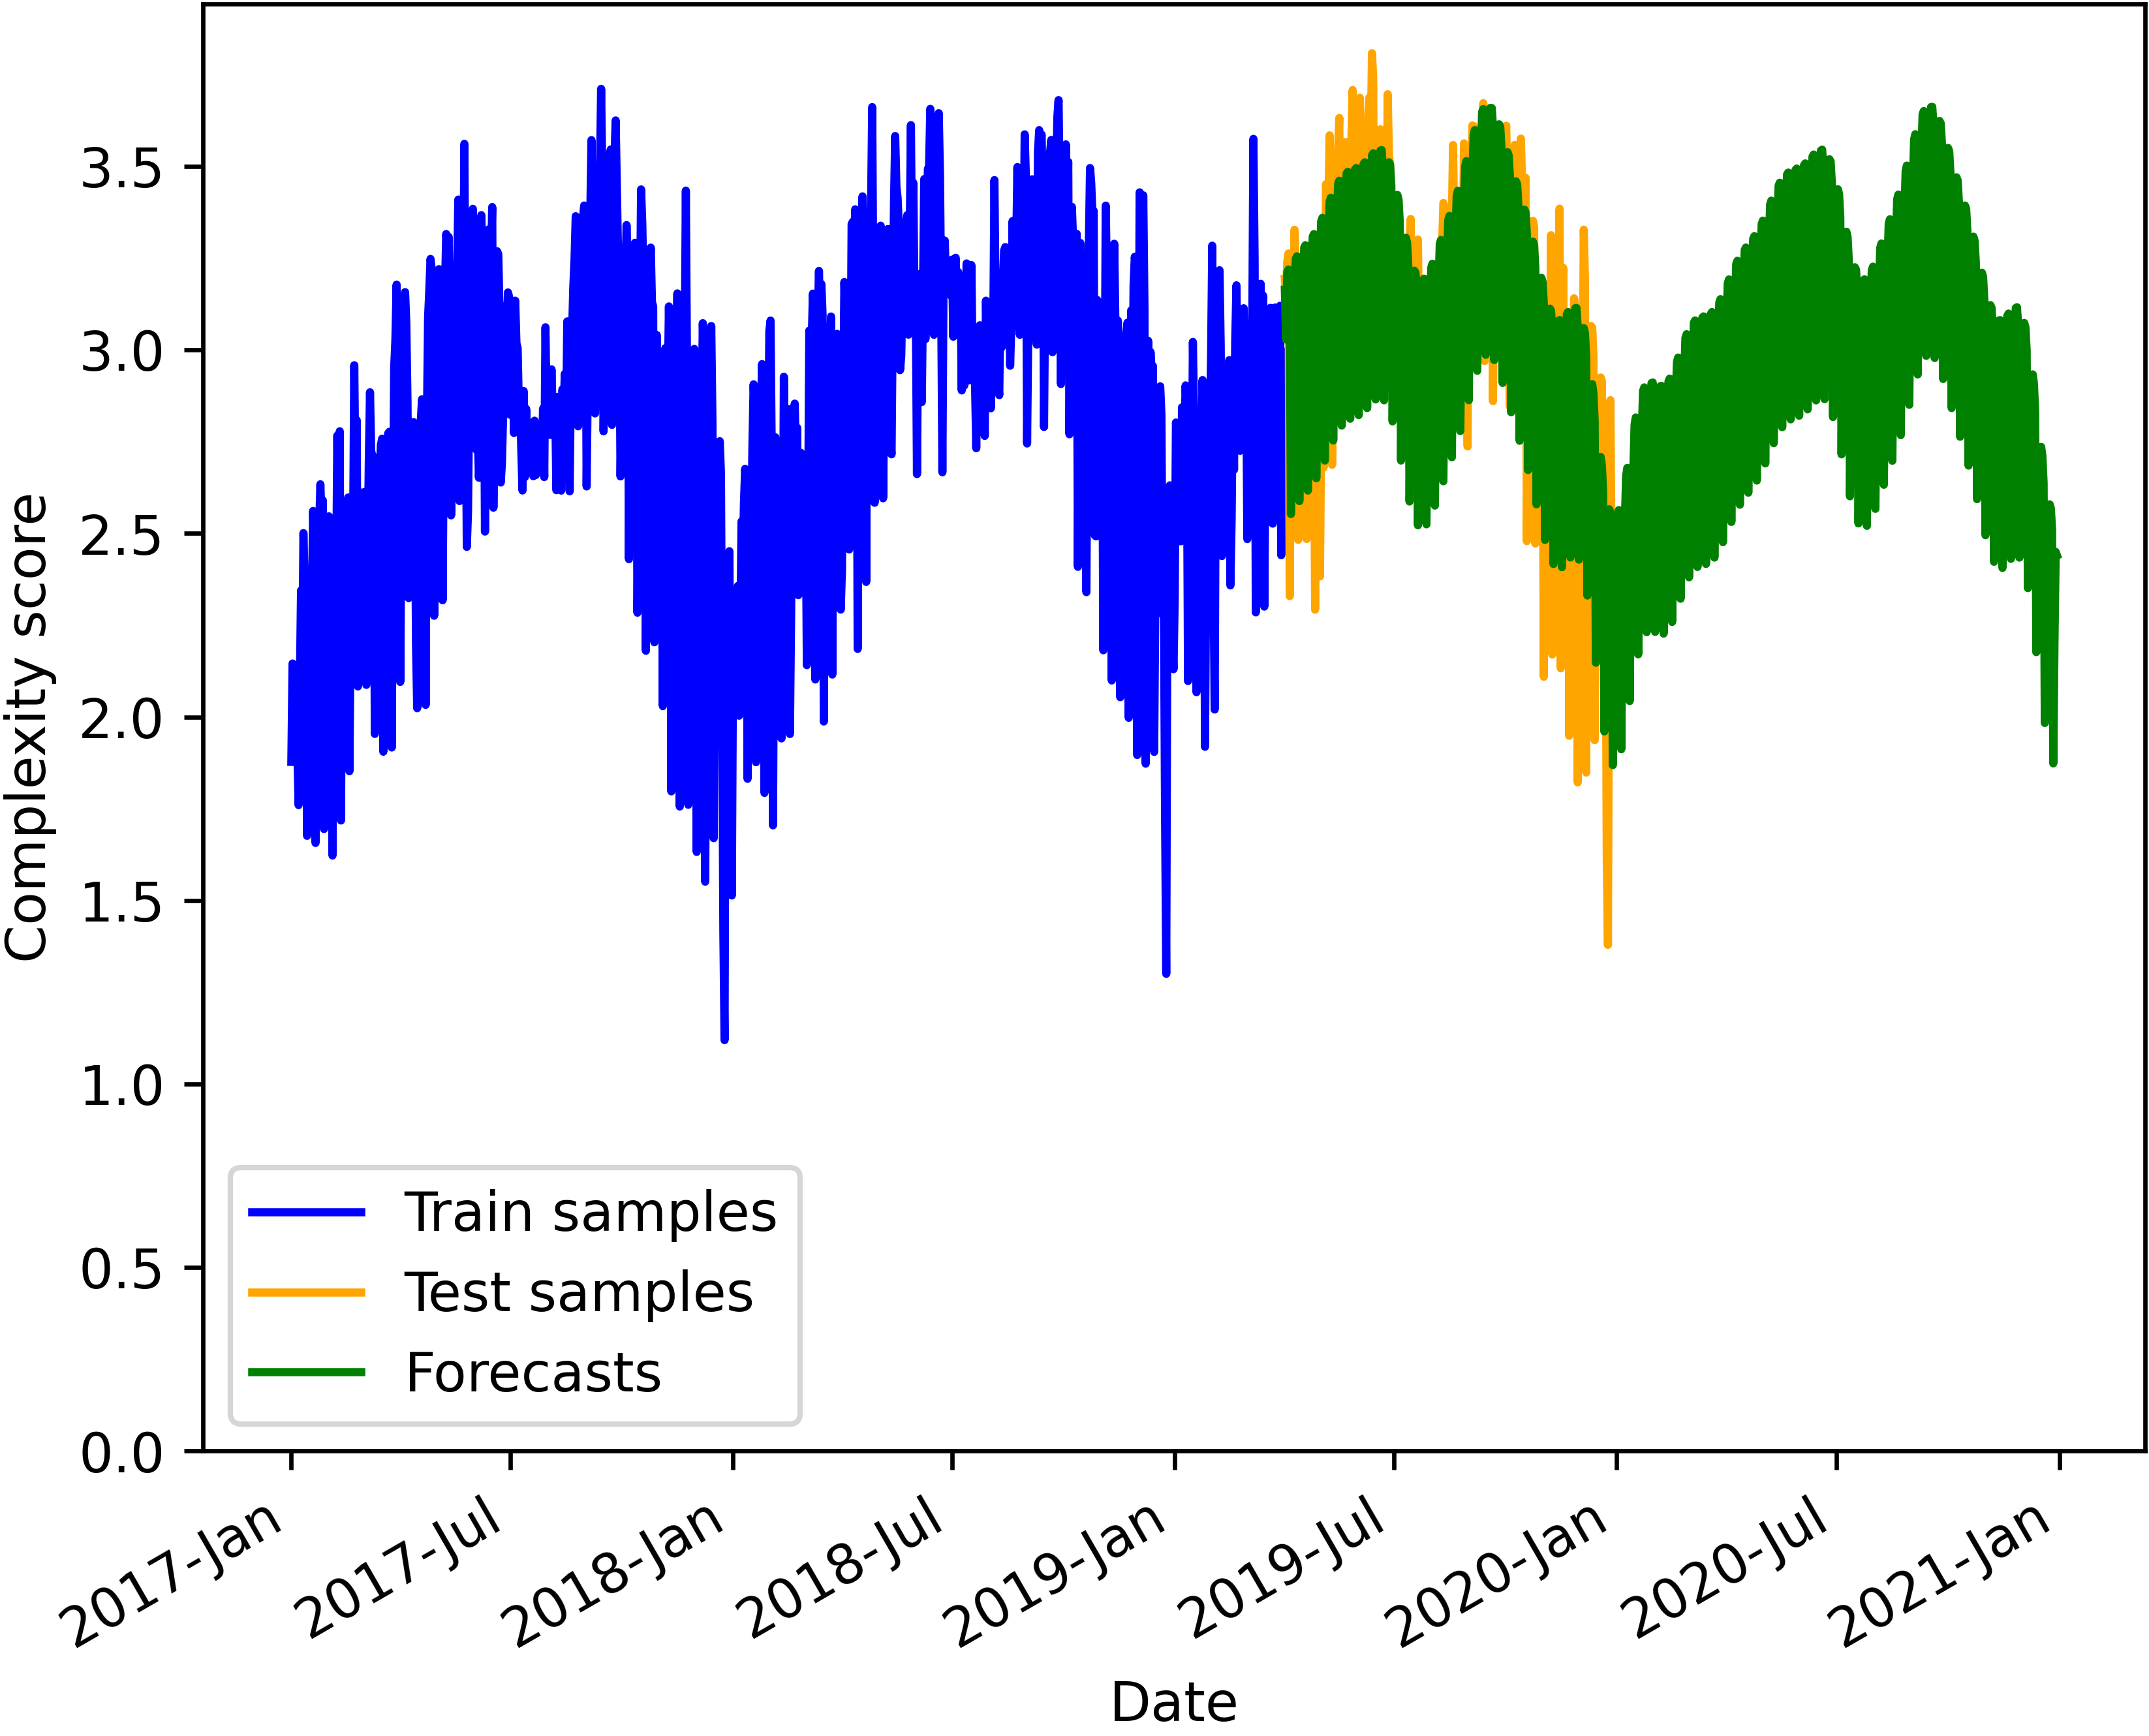 Complexity score
3.5
3.0
2.5
2.0
1.5
1.0
0.5
0.0
Train samples
Test samples
Forecasts
2017-Jan
2017-Jul
2018-Jan
2018-Jul
2019-Jan
2019-Jul
2020-Jan
2020-Jul
2021-Jan
Date